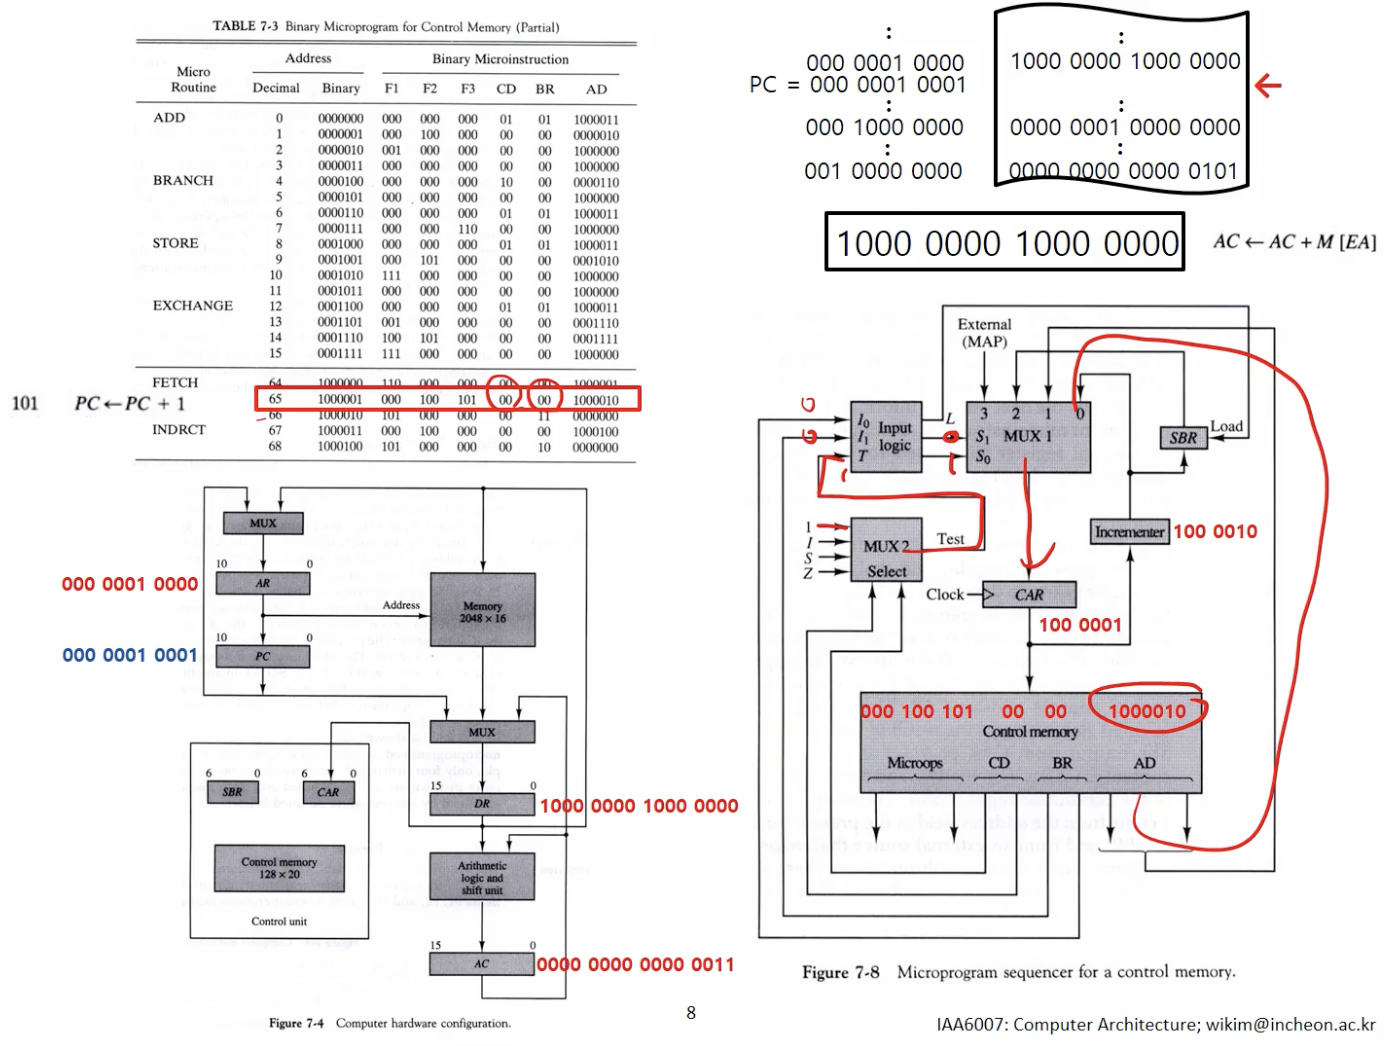 TABLE 7-3 Binary Microprogram for Control Memory (Partial)
Micro Routine Address Binary Microinstruction
Decimal Binary F1 F2 F3 CD BR AD
ADD 0 0000000 000 000 000 01 01 1000011
1 0000001 000 100 000 00 00 0000010
2 0000010 001 000 000 00 00 1000000
3 0000011 000 000 000 00 00 1000000
BRANCH 4 0000100 000 000 000 10 00 0000110
5 0000101 000 000 000 00 00 1000000
6 0000110 000 000 000 01 01 1000011
7 0000111 000 000 110 00 00 1000000
STORE 8 0001000 000 000 000 01 01 1000011
9 0001001 000 101 000 00 00 0001010
10 0001010 111 000 000 00 00 1000000
11 0001011 000 000 000 00 00 1000000
EXCHANGE 12 0001100 000 000 000 01 01 1000011
13 0001101 001 000 000 00 00 0001110
14 0001110 100 101 000 00 00 0001111
15 0001111 111 000 000 00 00 1000000
FETCH 64 1000000 110 000 000 00 00 1000001
101 PC ← PC + 1
65 1000001 000 100 101 00 00 1000010
66 1000010 101 000 000 00 11 0000000
INDRCT 67 1000011 000 100 000 00 00 1000100
68 1000100 101 000 000 00 10 0000000
MUX
10 0
000 0001 0000 AR
Address
Memory
2048 × 16
10 0
000 0001 0001 PC
MUX
6 0 6 0
SBR CAR
15 0
DR 1000 0000 1000 0000
Control memory
128 × 20
Control unit
Arithmetic
logic and
shift unit
15 0
AC 0000 0000 0000 0011
Figure 7-4 Computer hardware configuration.
:
000 0001 0000
PC = 000 0001 0001
:
000 1000 0000
:
001 0000 0000
:
1000 0000 1000 0000
←
:
0000 0001 0000 0000
:
0000 0000 0000 0101
1000 0000 1000 0000
AC ← AC + M [EA]
External
(MAP)
0 I0 Input
0 I1 logic
1 T
L
0 S1
1 S0
3 2 1 0
MUX 1
SBR Load
1
I
S
Z
MUX 2
Select
Test
Incrementer 100 0010
Clock CAR
100 0001
000 100 101 00 00 1000010
Control memory
Microops CD BR AD
Figure 7-8 Microprogram sequencer for a control memory.
8
IAA6007: Computer Architecture; wikim@incheon.ac.kr